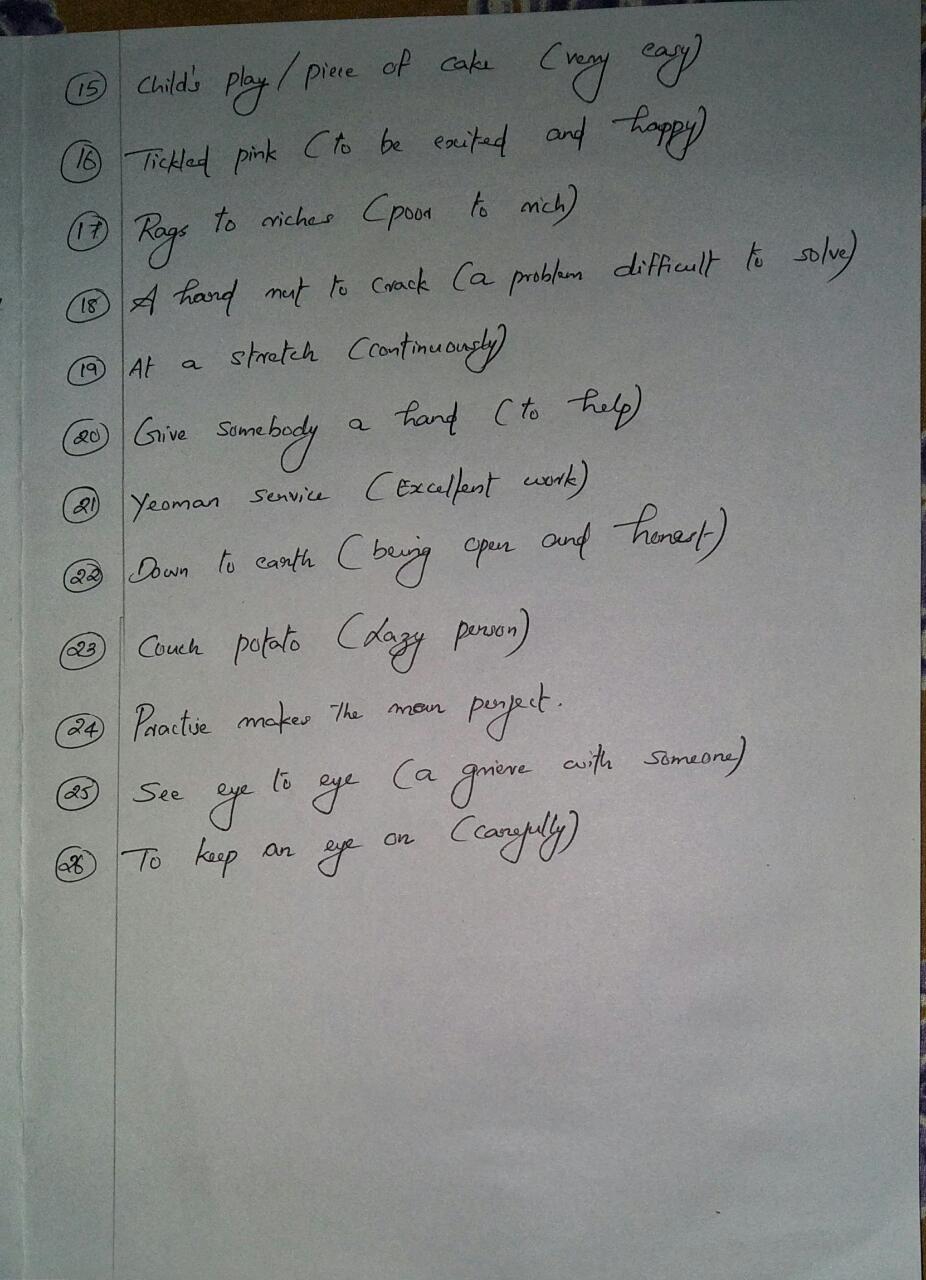 15 Child's play / piece of cake (very easy)
16 Tickled pink (to be exited and happy)
17 Rags to riches (poor to rich)
18 A hard nut to crack (a problem difficult to solve)
19 At a stretch (continuously)
20 Give somebody a hand (to help)
21 Yeoman service (Excellent work)
22 Down to earth (being open and honest)
23 Couch potato (Lazy person)
24 Practise makes the man perfect.
25 See eye to eye (a grieve with someone)
26 To keep an eye on (carefully)